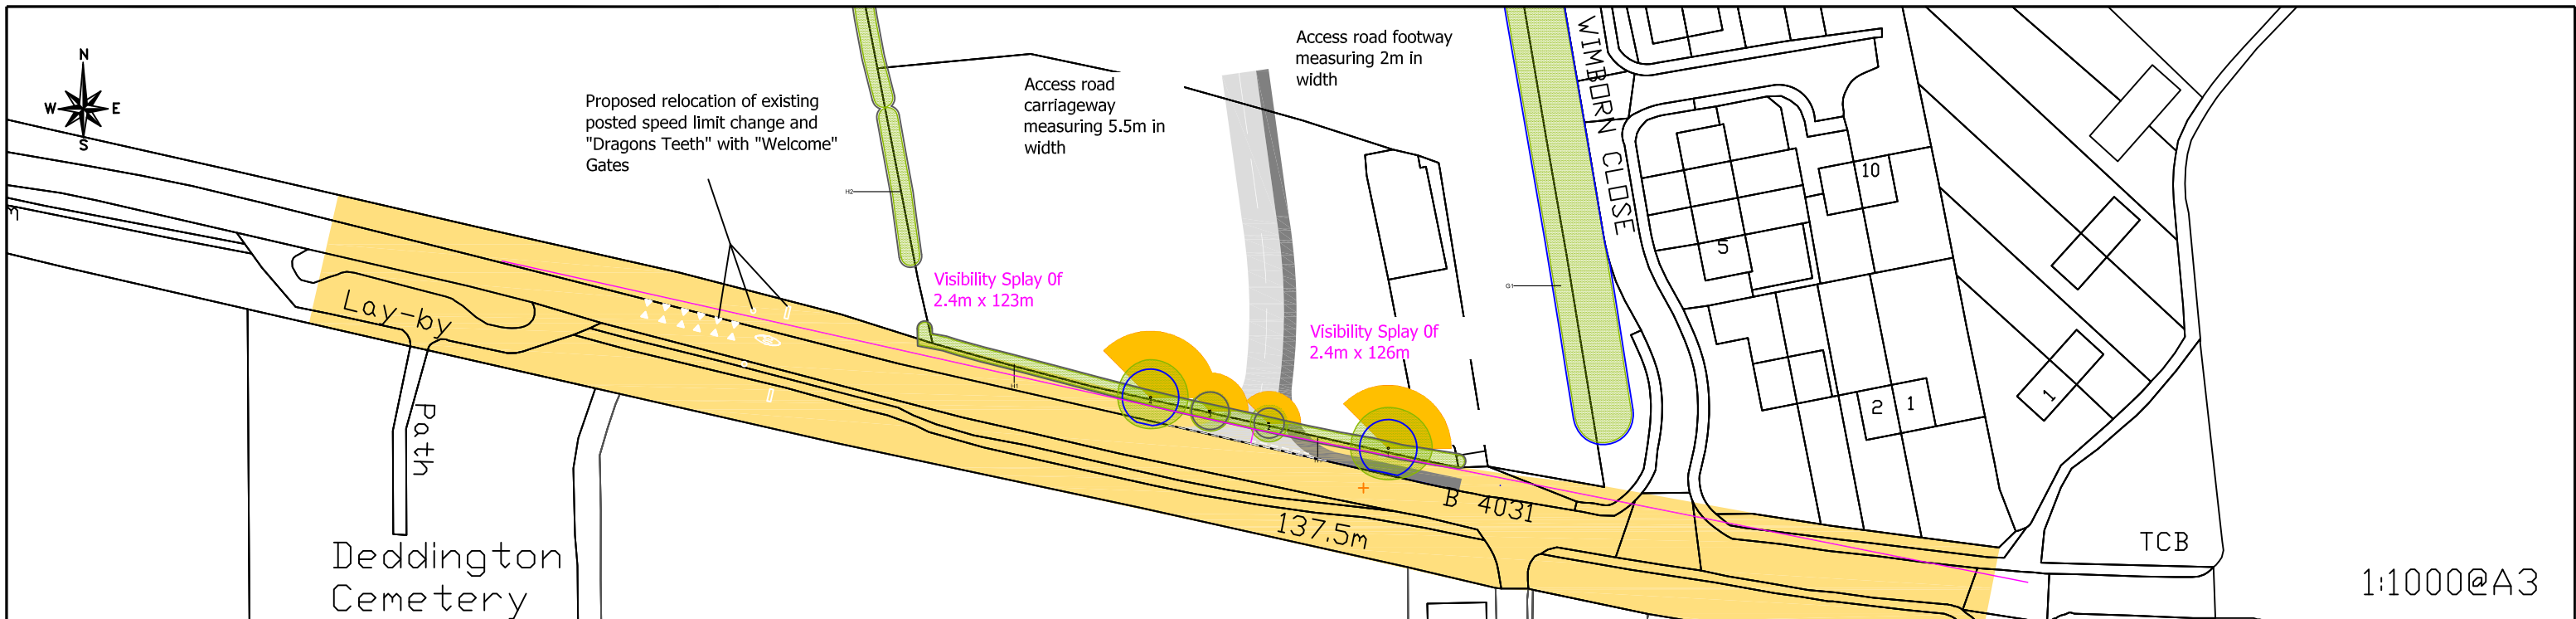 N
W E
S
Proposed relocation of existing
posted speed limit change and
"Dragons Teeth" with "Welcome"
Gates
Access road
carriageway
measuring 5.5m in
width
Access road footway
measuring 2m in
width
WIMBORN CLOSE
10
5
H2
Visibility Splay 0f
2.4m x 123m
G1
Visibility Splay 0f
2.4m x 126m
m
Lay-by
Path
H1
2
1
1
B 4031
137.5m
TCB
Deddington
Cemetery
1:1000@A3